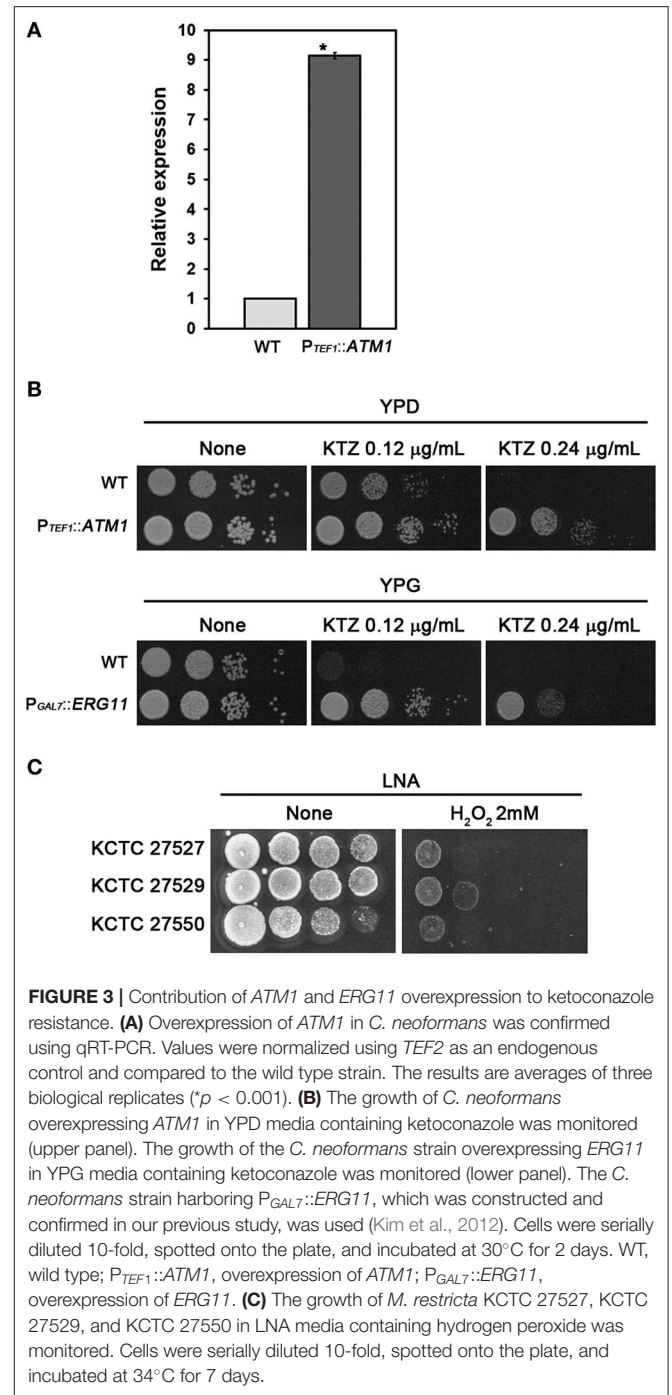 A
Relative expression
10
9
8
7
6
5
4
3
2
1
0
*
WT
PTEF1::ATM1
B
YPD
None KTZ 0.12 μg/mL KTZ 0.24 μg/mL
WT
PTEF1::ATM1
YPG
None KTZ 0.12 μg/mL KTZ 0.24 μg/mL
WT
PGAL7::ERG11
C
LNA
None H2O2 2mM
KCTC 27527
KCTC 27529
KCTC 27550
FIGURE 3 | Contribution of ATM1 and ERG11 overexpression to ketoconazole
resistance. (A) Overexpression of ATM1 in C. neoformans was confirmed
using qRT-PCR. Values were normalized using TEF2 as an endogenous
control and compared to the wild type strain. The results are averages of three
biological replicates (*p < 0.001). (B) The growth of C. neoformans
overexpressing ATM1 in YPD media containing ketoconazole was monitored
(upper panel). The growth of the C. neoformans strain overexpressing ERG11
in YPG media containing ketoconazole was monitored (lower panel). The C.
neoformans strain harboring PGAL7::ERG11, which was constructed and
confirmed in our previous study, was used (Kim et al., 2012). Cells were serially
diluted 10-fold, spotted onto the plate, and incubated at 30°C for 2 days. WT,
wild type; PTEF1::ATM1, overexpression of ATM1; PGAL7::ERG11,
overexpression of ERG11. (C) The growth of M. restricta KCTC 27527, KCTC
27529, and KCTC 27550 in LNA media containing hydrogen peroxide was
monitored. Cells were serially diluted 10-fold, spotted onto the plate, and
incubated at 34°C for 7 days.